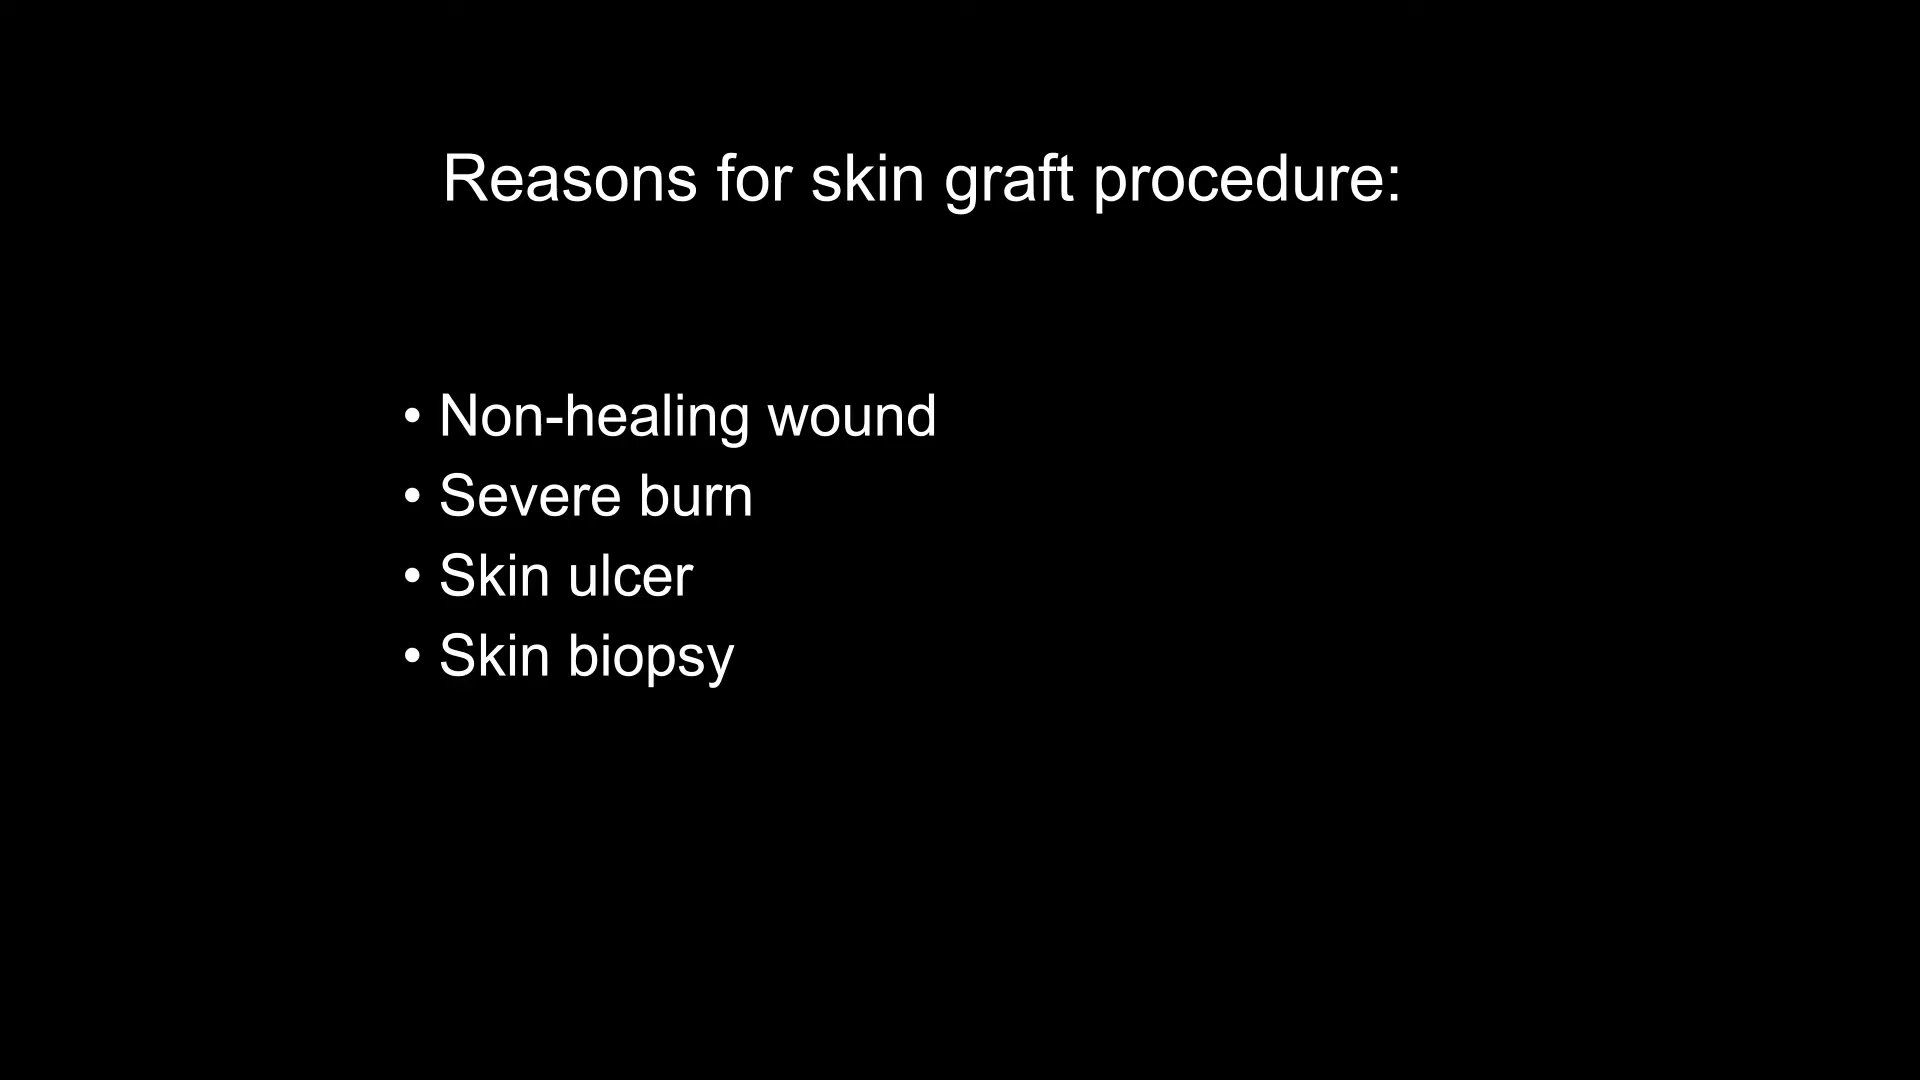 Reasons for skin graft procedure:
• Non-healing wound
• Severe burn
• Skin ulcer
• Skin biopsy